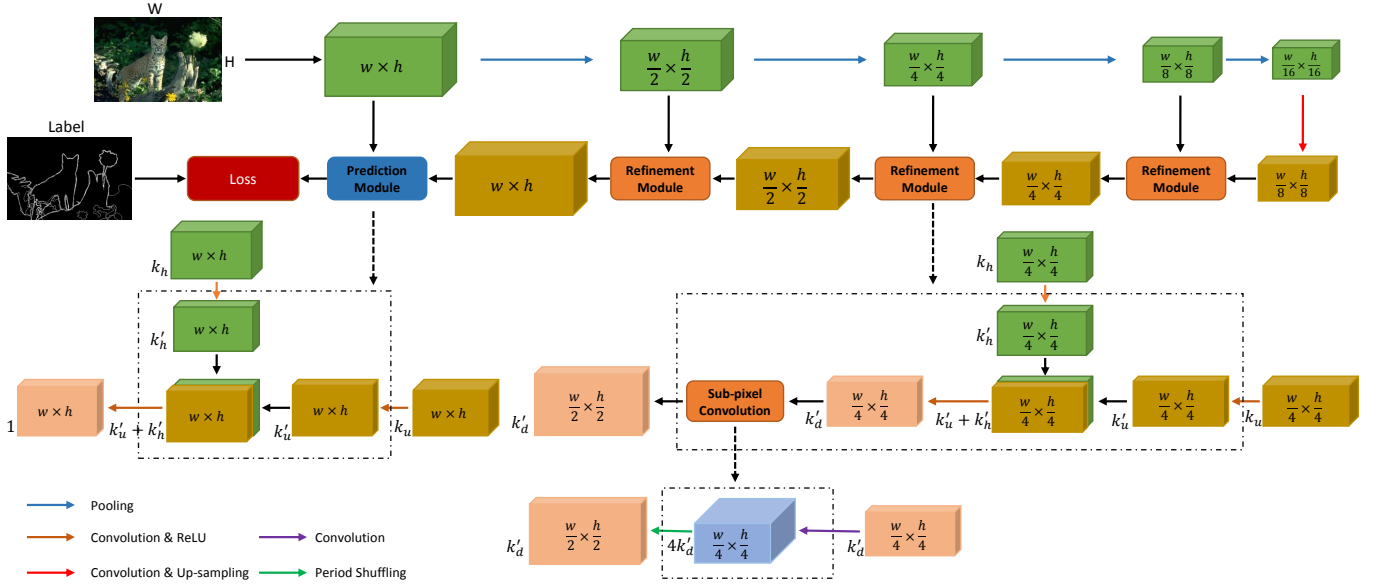 W
H
w × h
w/2 × h/2
w/4 × h/4
w/8 × h/8
w/16 × h/16
Label
Loss
Prediction
Module
w × h
Refinement
Module
w/2 × h/2
Refinement
Module
w/4 × h/4
Refinement
Module
w/8 × h/8
k_h
w × h
k′_h
w × h
1
w × h
k′_u + k′_h
w × h
k′_u
w × h
k_u
w × h
k_h
w/4 × h/4
k′_h
w/4 × h/4
k′_d
w/2 × h/2
Sub-pixel
Convolution
k′_d
w/4 × h/4
k′_u + k′_h
w/4 × h/4
k′_u
w/4 × h/4
k_u
w/4 × h/4
k′_d
w/2 × h/2
4k′_d
w/4 × h/4
k′_d
w/4 × h/4
Pooling
Convolution & ReLU
Convolution
Convolution & Up-sampling
Period Shuffling